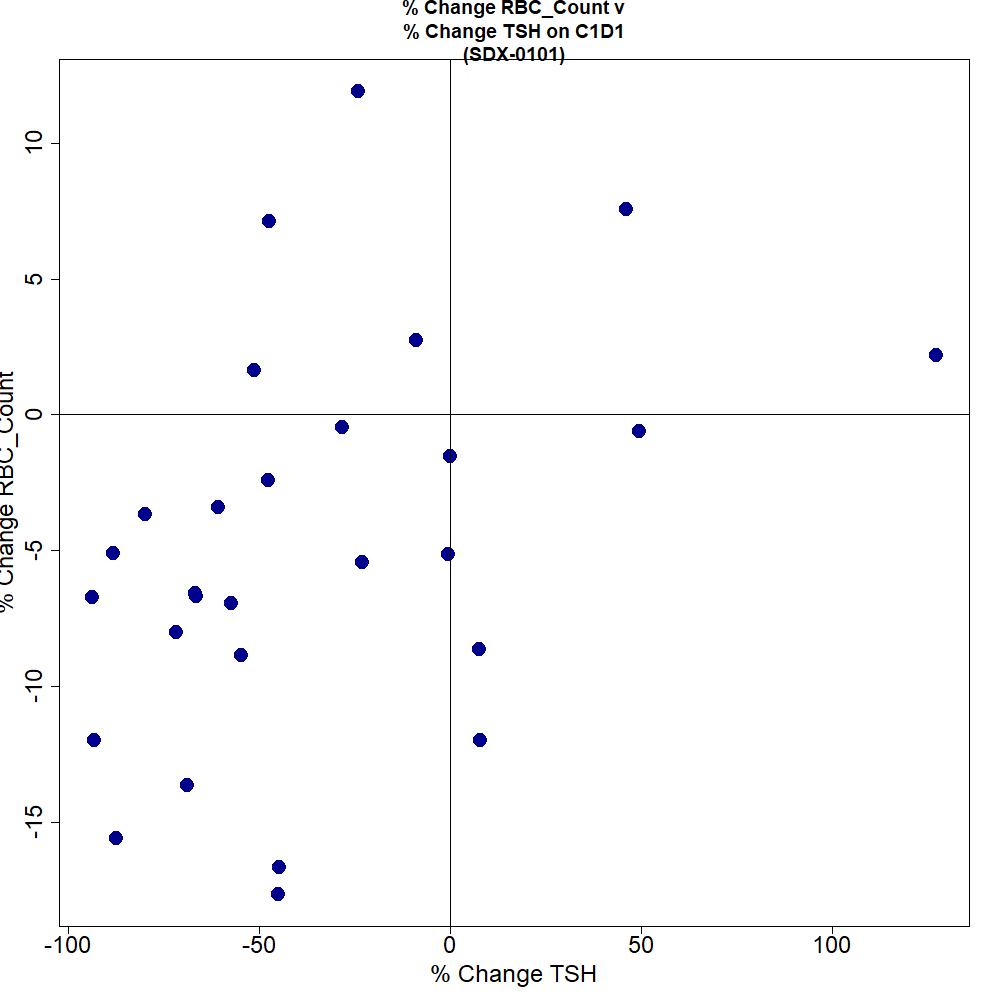 % Change RBC_Count v
% Change TSH on C1D1
(SDX-0101)
10
5
0
-5
-10
-15
% Change RBC_Count
-100
-50
0
50
100
% Change TSH